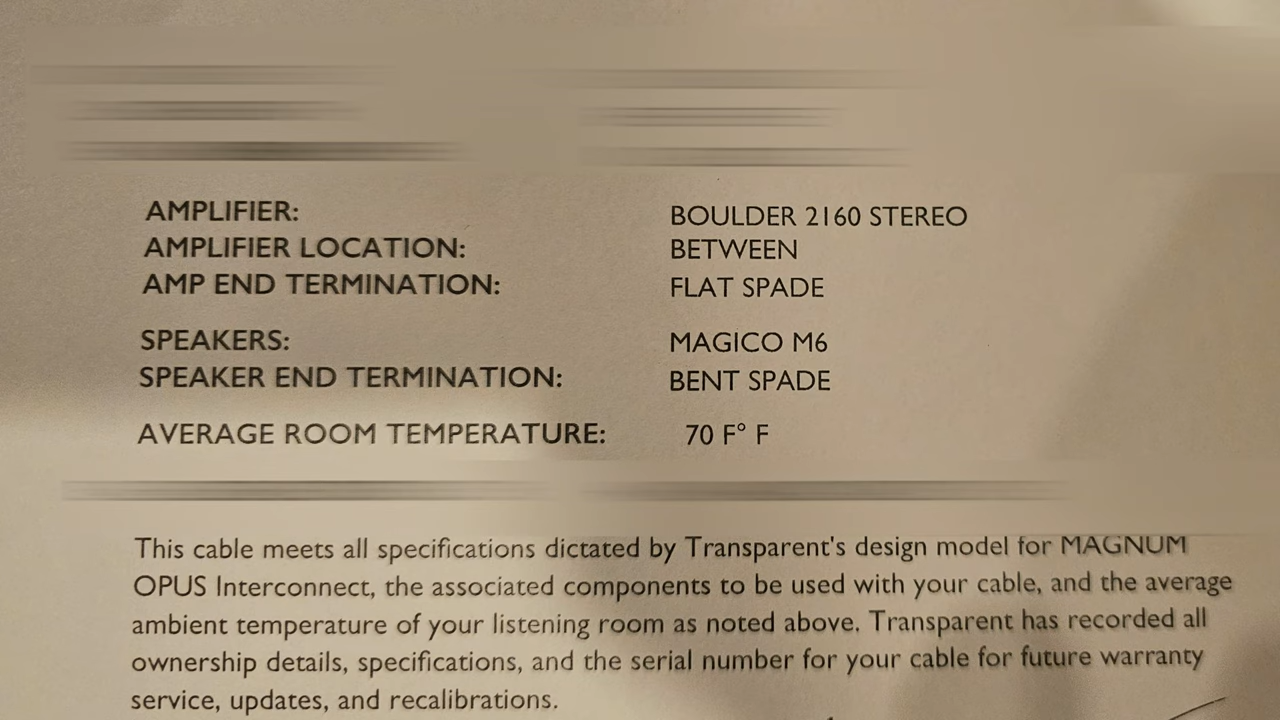 AMPLIFIER: BOULDER 2160 STEREO
AMPLIFIER LOCATION: BETWEEN
AMP END TERMINATION: FLAT SPADE
SPEAKERS: MAGICO M6
SPEAKER END TERMINATION: BENT SPADE
AVERAGE ROOM TEMPERATURE: 70 F° F
This cable meets all specifications dictated by Transparent's design model for MAGNUM
OPUS Interconnect, the associated components to be used with your cable, and the average
ambient temperature of your listening room as noted above. Transparent has recorded all
ownership details, specifications, and the serial number for your cable for future warranty
service, updates, and recalibrations.